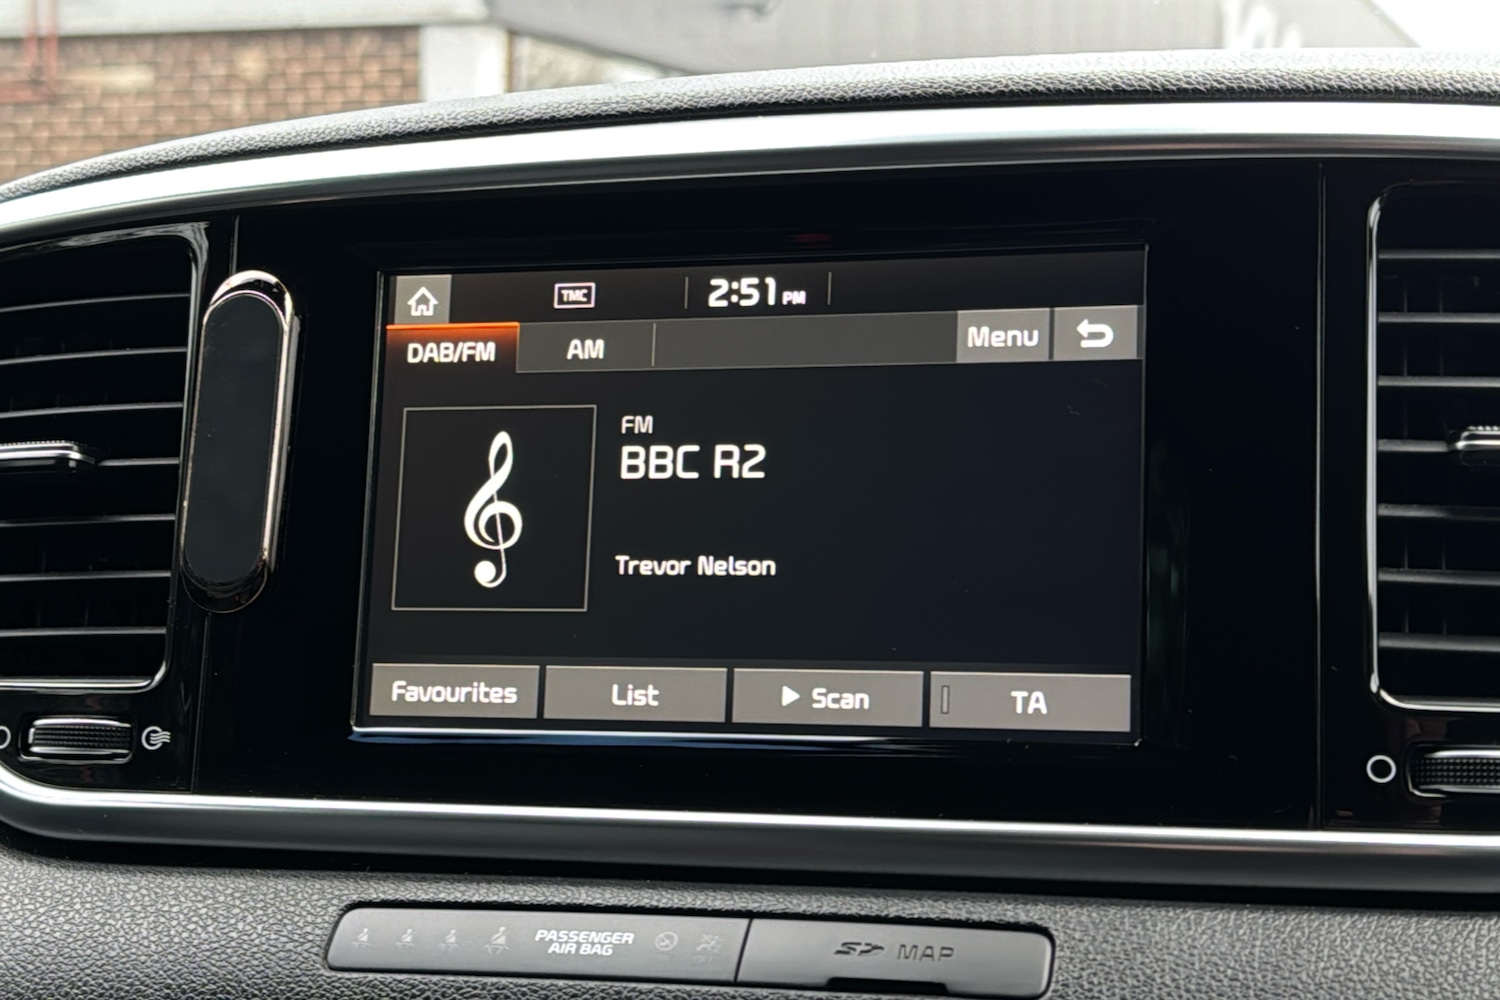 TMC
2:51 PM
DAB/FM
AM
Menu
FM
BBC R2
Trevor Nelson
Favourites
List
Scan
TA
PASSENGER
AIR BAG
SD MAP